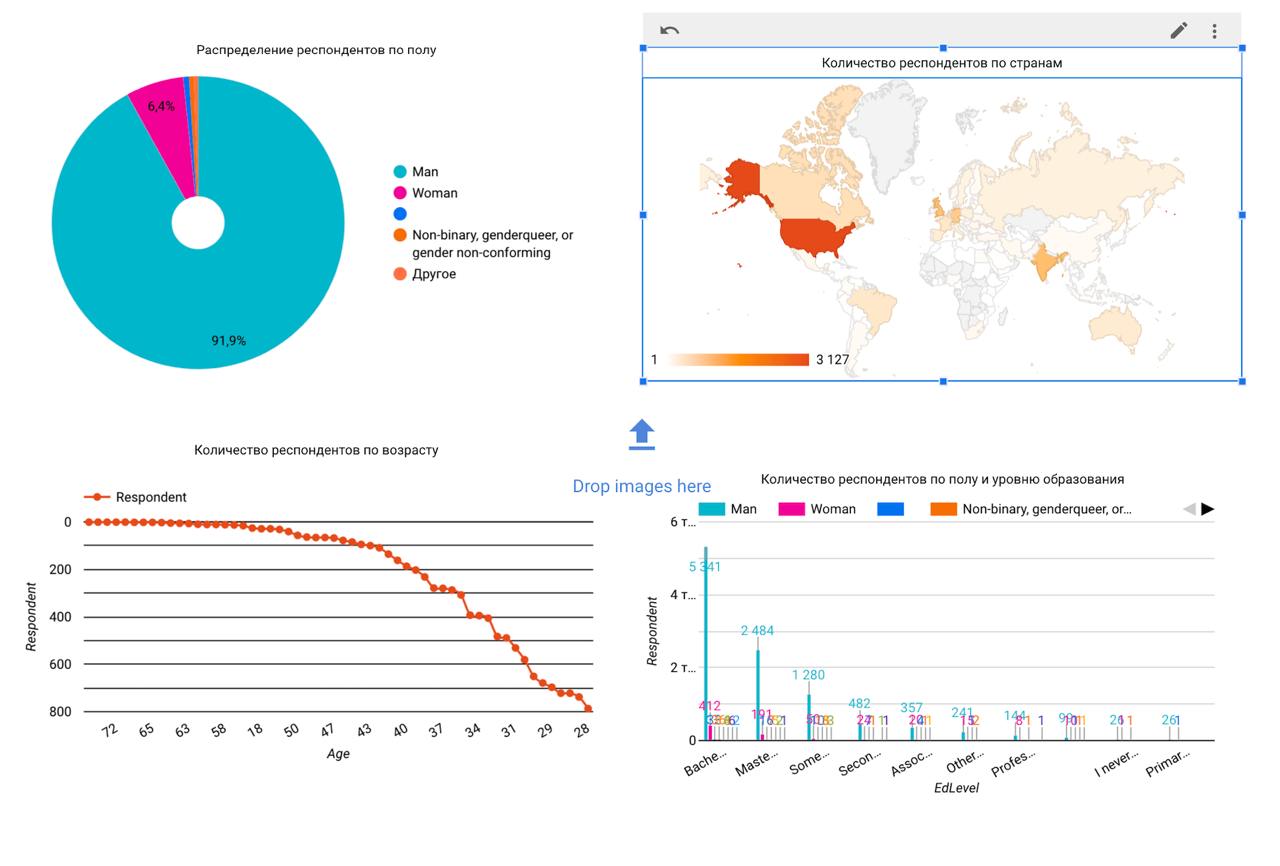 Распределение респондентов по полу
6,4%
91,9%
Man
Woman
Non-binary, genderqueer, or
gender non-conforming
Другое
Количество респондентов по странам
1
3 127
Количество респондентов по возрасту
Respondent
0
200
400
600
800
Respondent
72
65
63
58
18
50
47
43
40
37
34
31
29
28
Age
Drop images here
Количество респондентов по полу и уровню образования
Man
Woman
Non-binary, genderqueer, or…
6 т…
4 т…
2 т…
0
Respondent
5 341
412
2 484
191
1 280
482
357
241
144
26
1
1
26
1
Bache…
Maste…
Some…
Secon…
Assoc…
Other…
Profes…
I never…
Primar…
EdLevel